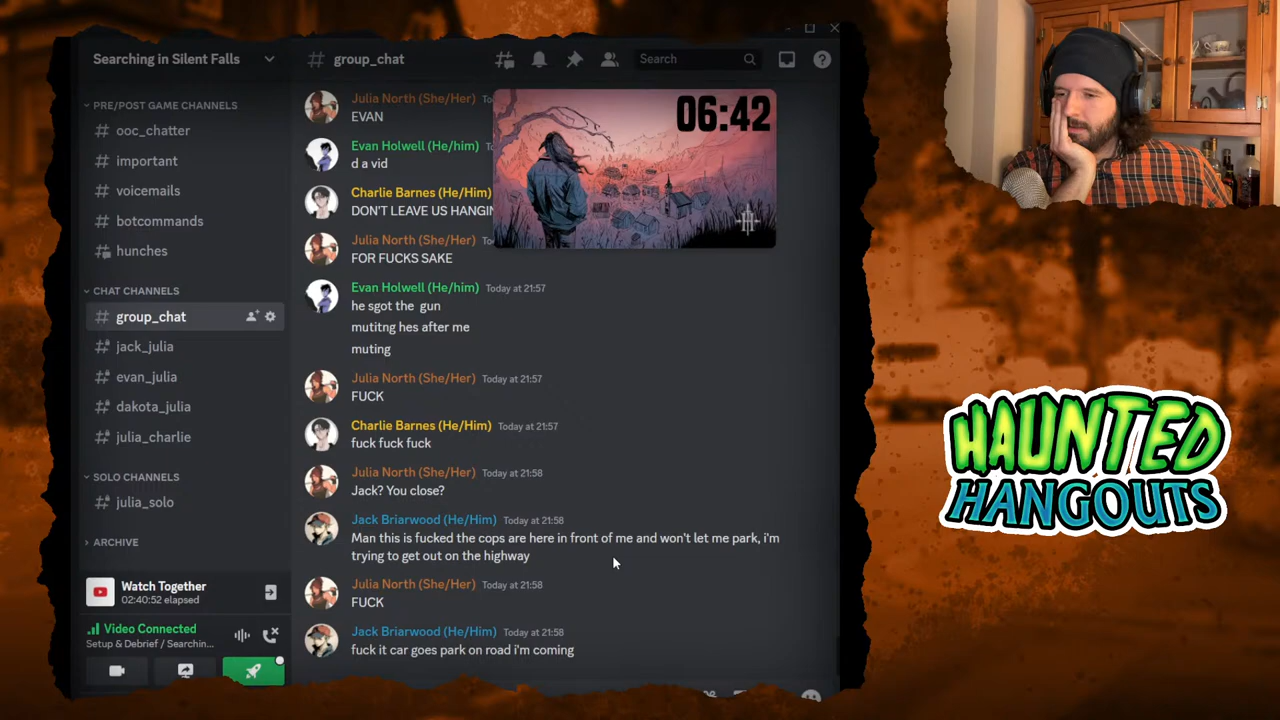 Searching in Silent Falls
group_chat
Search
PRE/POST GAME CHANNELS
ooc_chatter
important
voicemails
botcommands
hunches
CHAT CHANNELS
group_chat
jack_julia
evan_julia
dakota_julia
julia_charlie
SOLO CHANNELS
julia_solo
ARCHIVE
Watch Together
02:40:52 elapsed
Video Connected
Setup & Debrief / Searchin...
Julia North (She/Her)
EVAN
Evan Holwell (He/him)
d a vid
Charlie Barnes (He/Him)
DON'T LEAVE US HANGIN
Julia North (She/Her)
FOR FUCKS SAKE
Evan Holwell (He/him) Today at 21:57
he sgot the gun
mutitng hes after me
muting
Julia North (She/Her) Today at 21:57
FUCK
Charlie Barnes (He/Him) Today at 21:57
fuck fuck fuck
Julia North (She/Her) Today at 21:58
Jack? You close?
Jack Briarwood (He/Him) Today at 21:58
Man this is fucked the cops are here in front of me and won't let me park, i'm
trying to get out on the highway
Julia North (She/Her) Today at 21:58
FUCK
Jack Briarwood (He/Him) Today at 21:58
fuck it car goes park on road i'm coming
06:42
HAUNTED
HANGOUTS